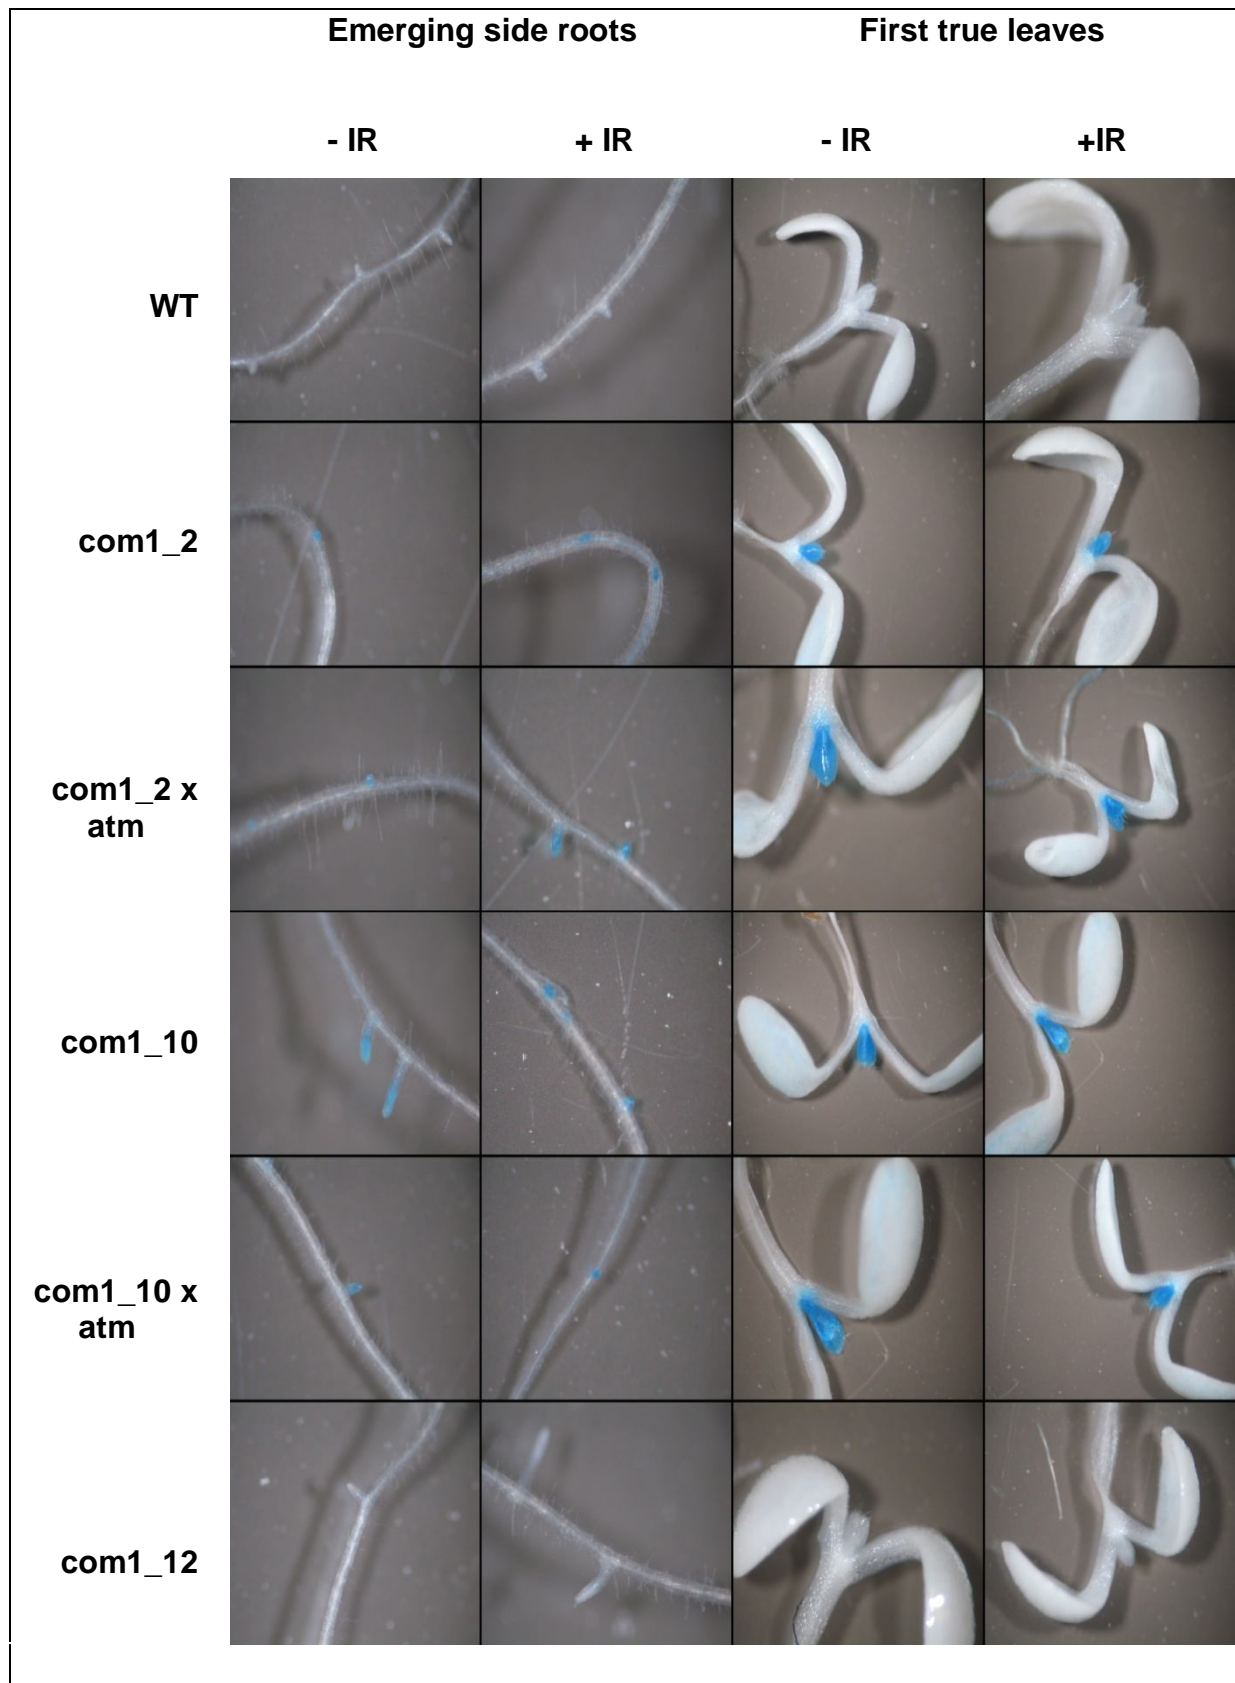 Emerging side roots First true leaves
- IR + IR - IR +IR
WT
com1_2
com1_2 x
atm
com1_10
com1_10 x
atm
com1_12